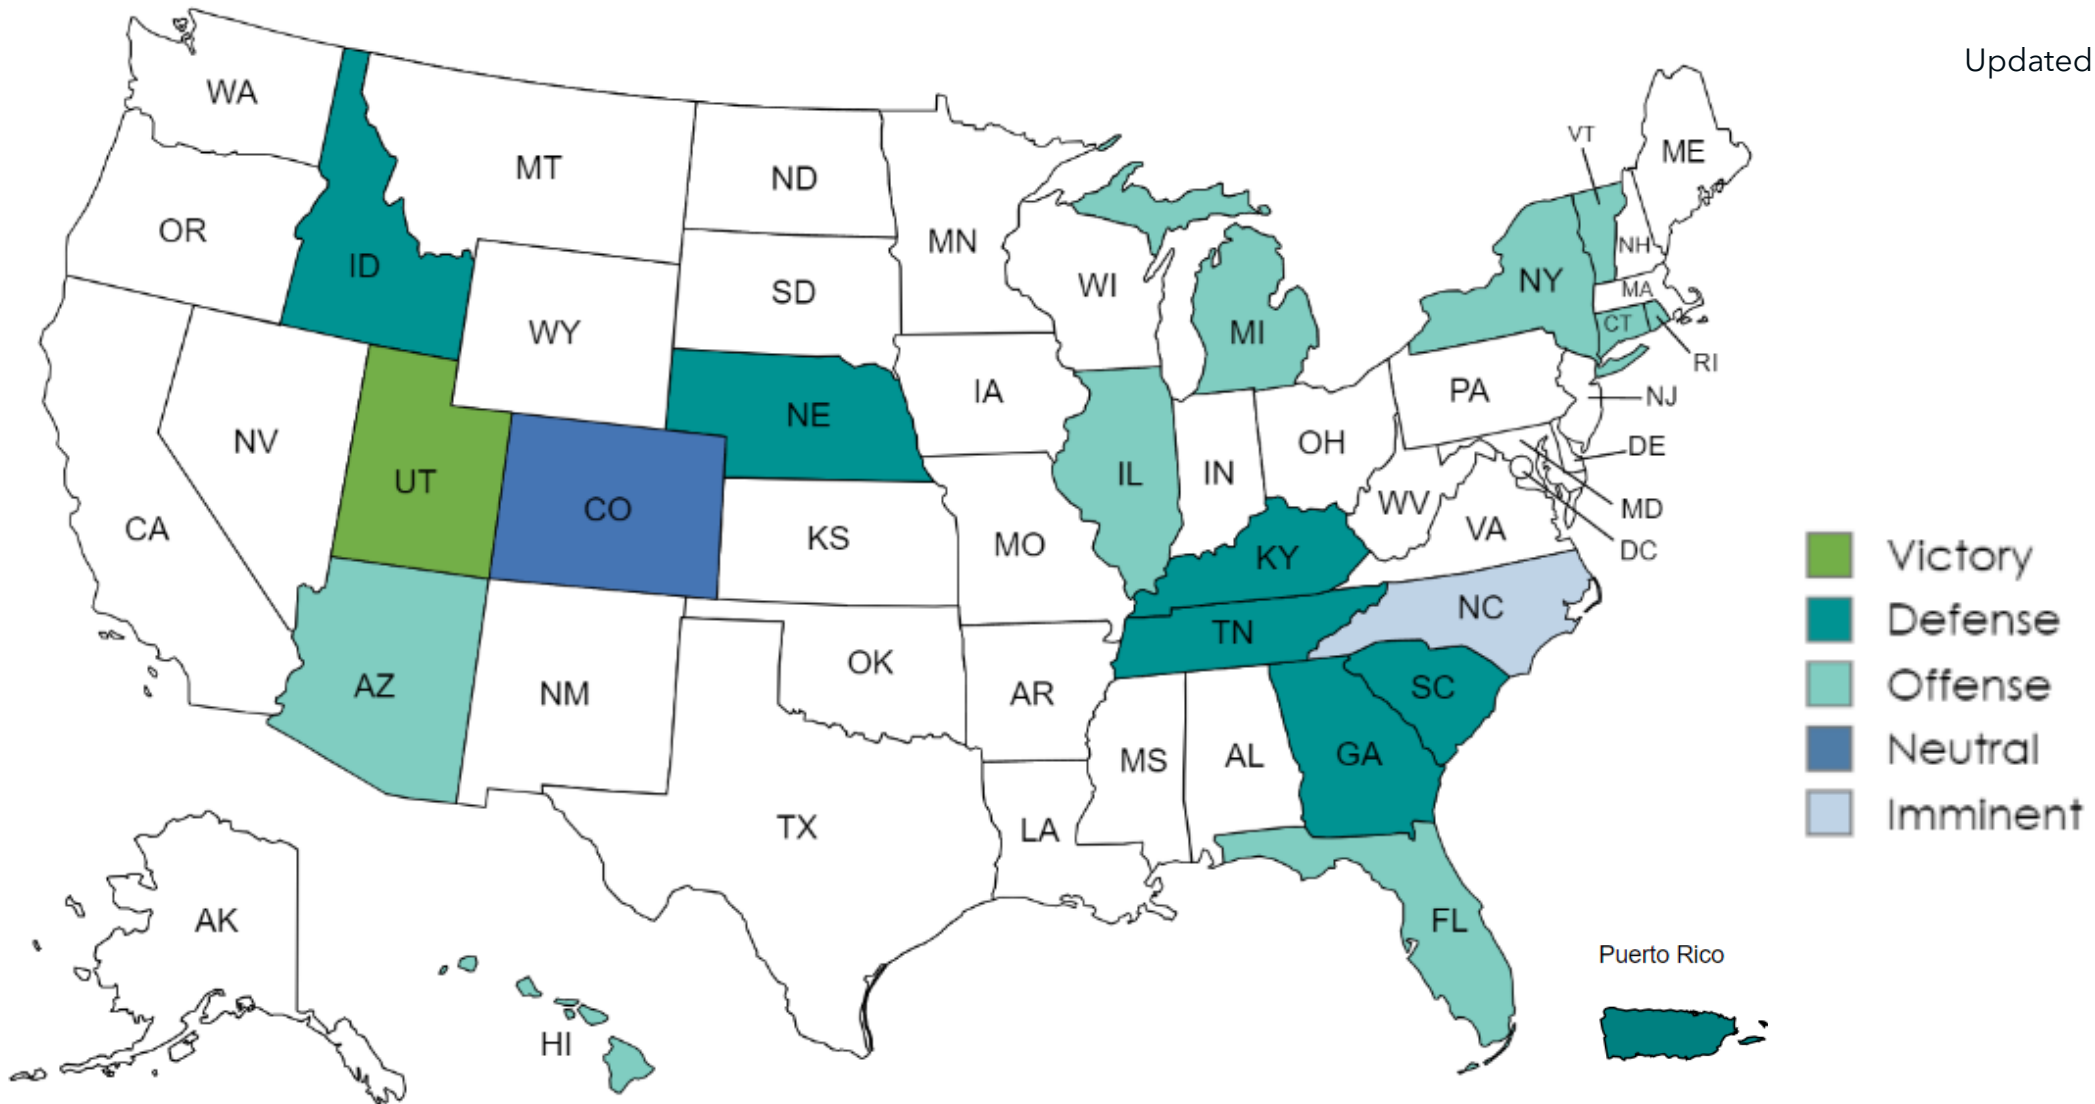 Updated
WA
MT
ND
MN
VT
ME
OR
ID
SD
WI
MI
NY
NH
MA
CT
RI
WY
NE
IA
PA
NJ
NV
UT
CO
IL
IN
OH
DE
CA
KS
MO
WV
VA
MD
DC
KY
NC
TN
AZ
NM
OK
AR
SC
MS
AL
GA
TX
LA
AK
FL
HI
Puerto Rico
Victory
Defense
Offense
Neutral
Imminent